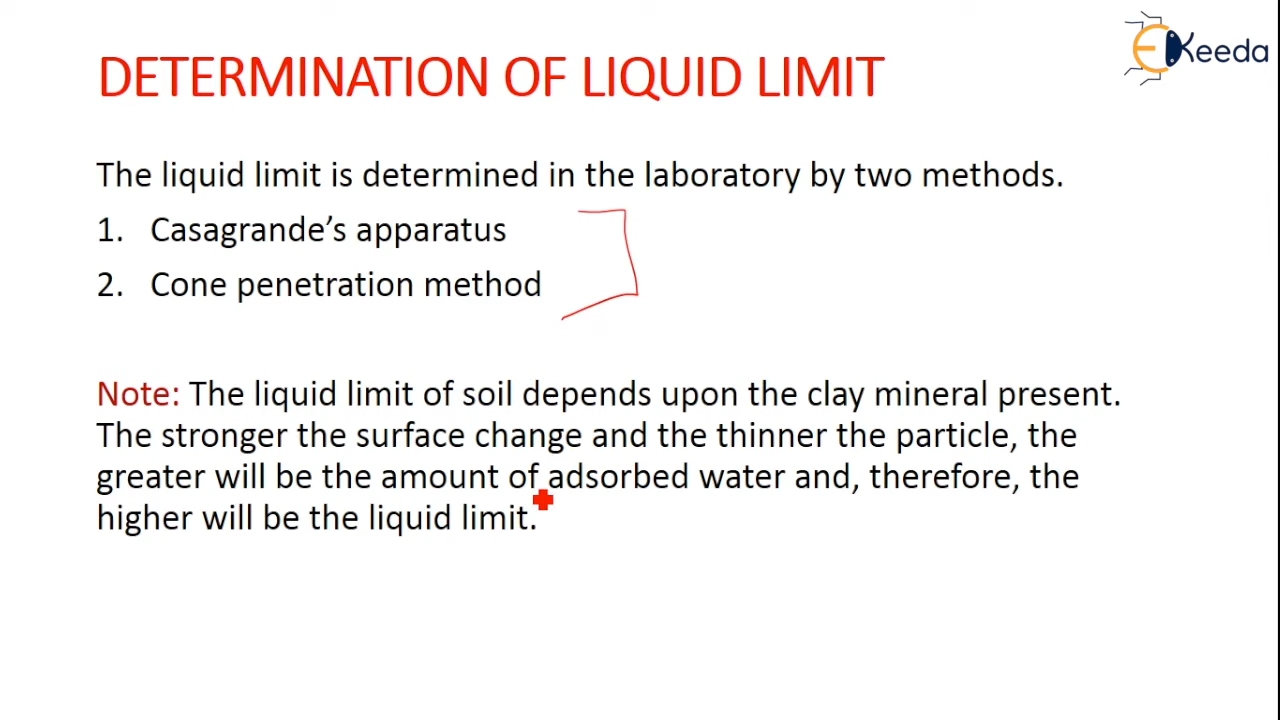 EKeeda
DETERMINATION OF LIQUID LIMIT
The liquid limit is determined in the laboratory by two methods.
1. Casagrande’s apparatus
2. Cone penetration method
Note: The liquid limit of soil depends upon the clay mineral present.
The stronger the surface change and the thinner the particle, the
greater will be the amount of adsorbed water and, therefore, the
higher will be the liquid limit.